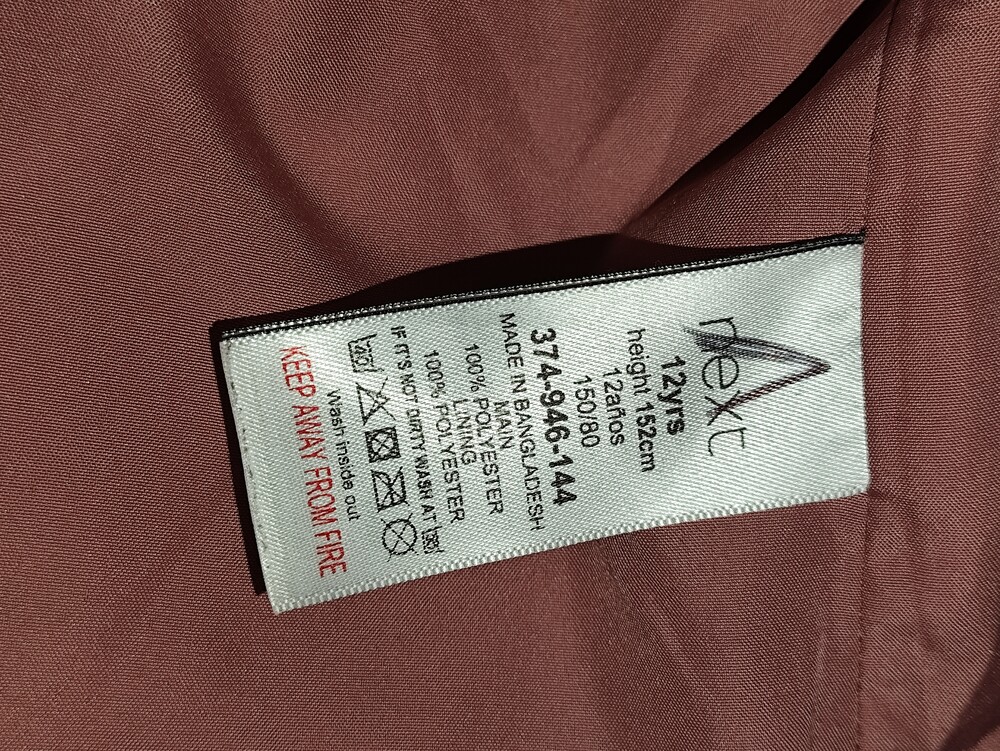 next
12yrs
height 152cm
12años
150/80
374-946-144
MADE IN BANGLADESH
MAIN
100% POLYESTER
LINING
100% POLYESTER
IF IT'S NOT DIRTY WASH AT 30
40
Wash inside out
KEEP AWAY FROM FIRE